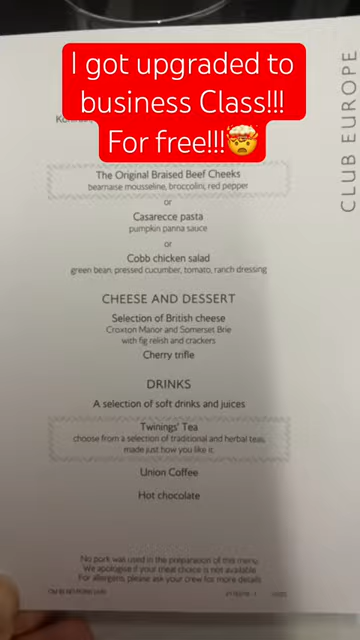 I got upgraded to
business Class!!!
For free!!!🤯
CLUB EUROPE
The Original Braised Beef Cheeks
bearnaise mousseline, broccolini, red pepper
or
Casarecce pasta
pumpkin panna sauce
or
Cobb chicken salad
green bean, pressed cucumber, tomato, ranch dressing
CHEESE AND DESSERT
Selection of British cheese
Croxton Manor and Somerset Brie
with fig relish and crackers
Cherry trifle
DRINKS
A selection of soft drinks and juices
Twinings' Tea
choose from a selection of traditional and herbal teas,
made just how you like it
Union Coffee
Hot chocolate
No pork was used in the preparation of this menu.
We apologise if your meal choice is not available.
For allergens, please ask your crew for more details